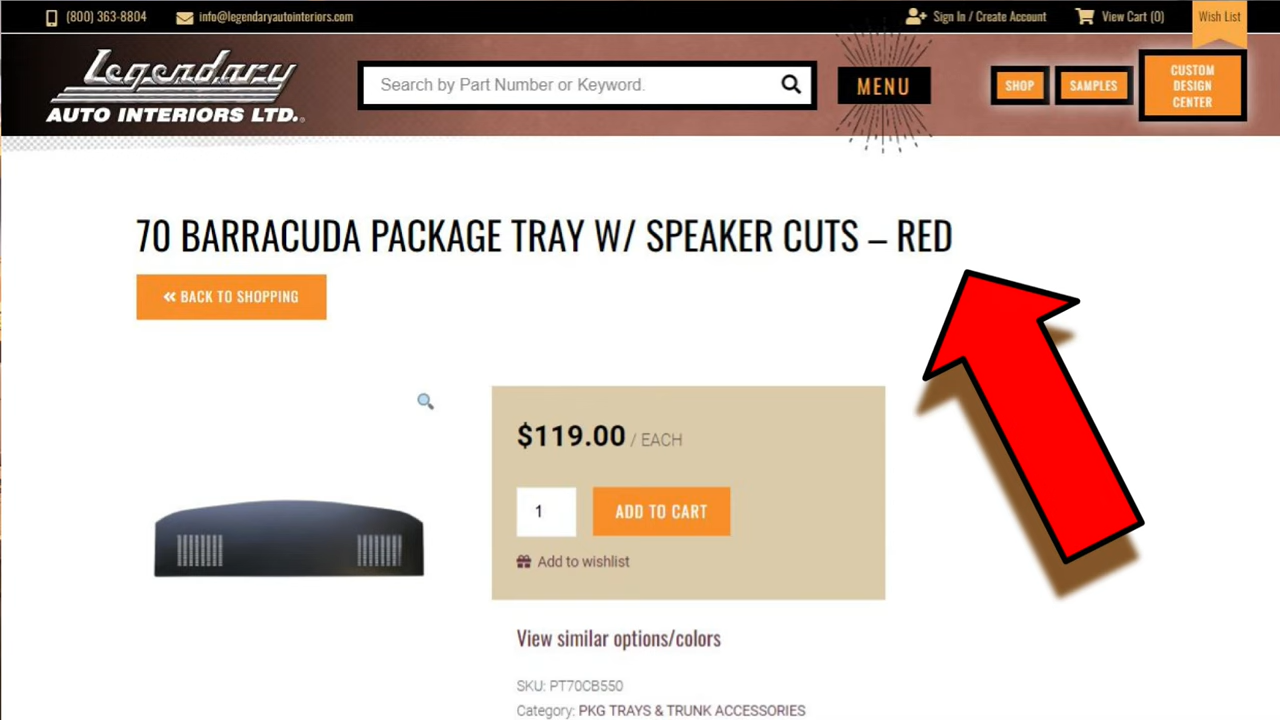 (800) 363-8804
info@legendaryautointeriors.com
Sign In / Create Account
View Cart (0)
Wish List
Legendary
AUTO INTERIORS LTD.®
Search by Part Number or Keyword.
MENU
SHOP
SAMPLES
CUSTOM
DESIGN
CENTER
70 BARRACUDA PACKAGE TRAY W/ SPEAKER CUTS – RED
« BACK TO SHOPPING
$119.00 / EACH
1
ADD TO CART
Add to wishlist
View similar options/colors
SKU: PT70CB550
Category: PKG TRAYS & TRUNK ACCESSORIES